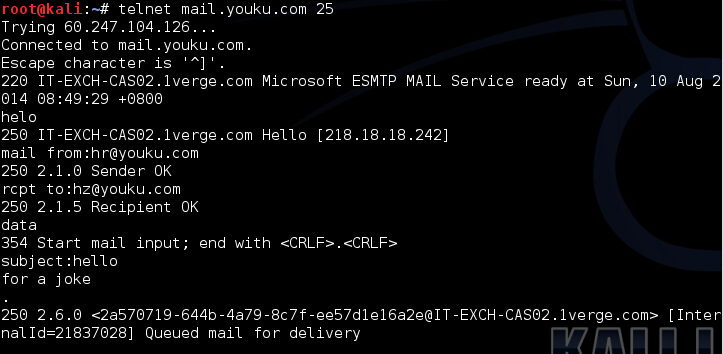 root@kali:~# telnet mail.youku.com 25
Trying 60.247.104.126...
Connected to mail.youku.com.
Escape character is '^]'.
220 IT-EXCH-CAS02.1verge.com Microsoft ESMTP MAIL Service ready at Sun, 10 Aug 2
014 08:49:29 +0800
helo
250 IT-EXCH-CAS02.1verge.com Hello [218.18.18.242]
mail from:hr@youku.com
250 2.1.0 Sender OK
rcpt to:hz@youku.com
250 2.1.5 Recipient OK
data
354 Start mail input; end with <CRLF>.<CRLF>
subject:hello
for a joke
.
250 2.6.0 <2a570719-644b-4a79-8c7f-ee57d1e16a2e@IT-EXCH-CAS02.1verge.com> [Inter
nalId=21837028] Queued mail for delivery